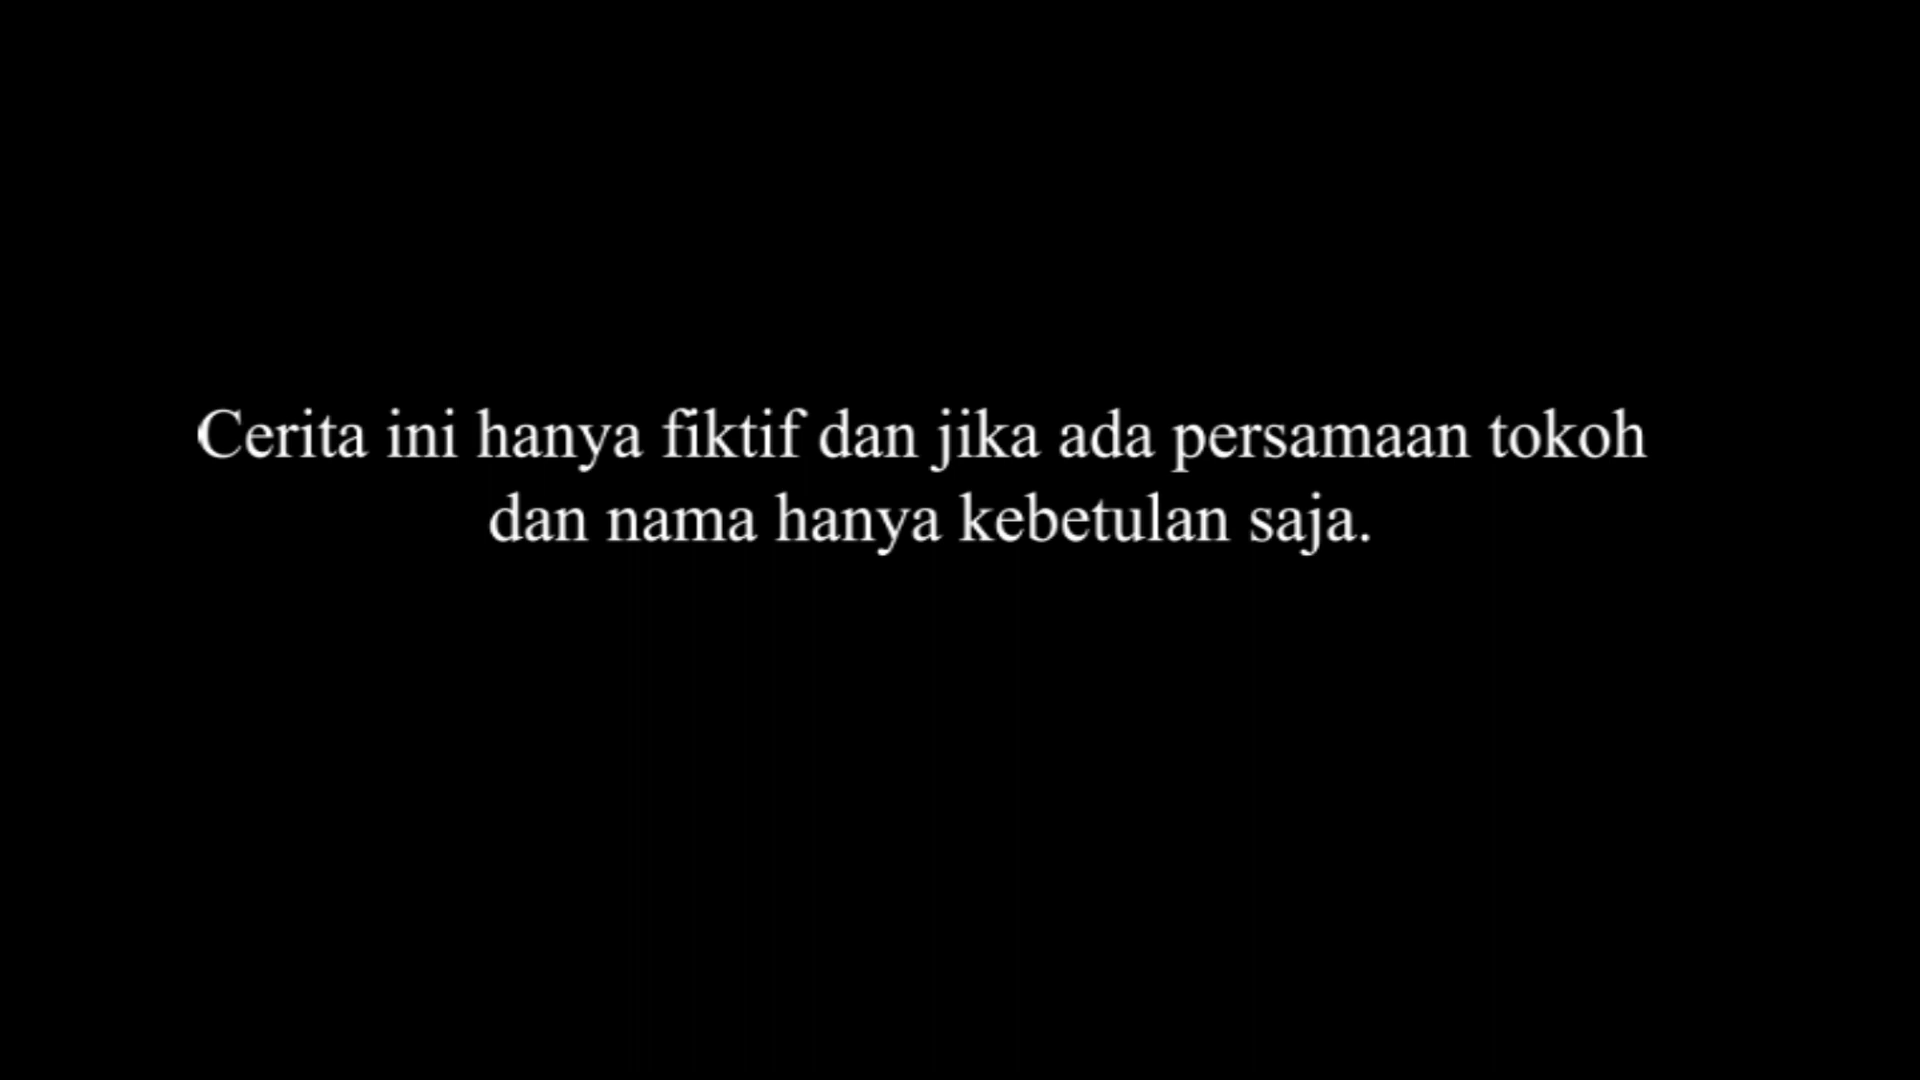 Cerita ini hanya fiktif dan jika ada persamaan tokoh
dan nama hanya kebetulan saja.